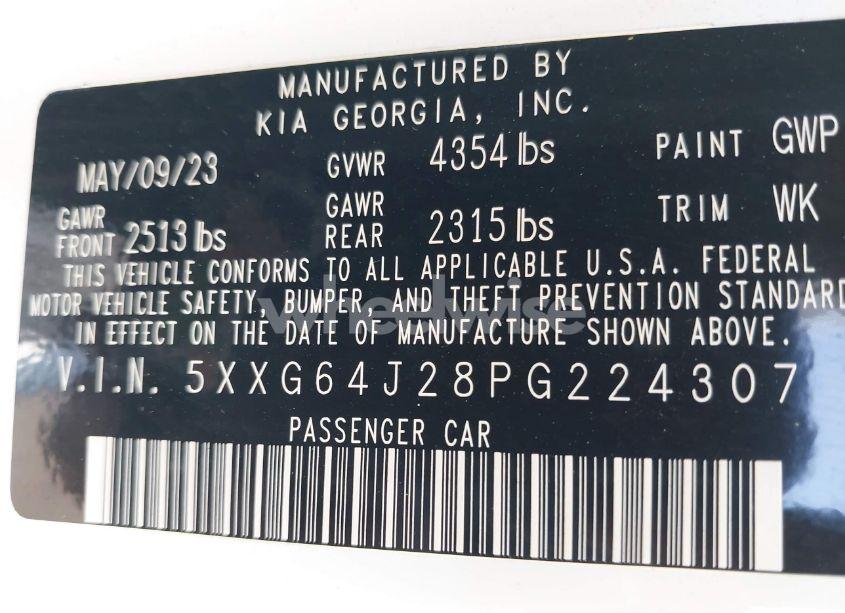 MANUFACTURED BY
KIA GEORGIA, INC.
MAY/09/23 GVWR 4354 lbs PAINT GWP
GAWR FRONT 2513 lbs GAWR REAR 2315 lbs TRIM WK
THIS VEHICLE CONFORMS TO ALL APPLICABLE U.S.A. FEDERAL
MOTOR VEHICLE SAFETY, BUMPER, AND THEFT PREVENTION STANDARD
IN EFFECT ON THE DATE OF MANUFACTURE SHOWN ABOVE.
wheelwise
V.I.N. 5XXG64J28PG224307
PASSENGER CAR